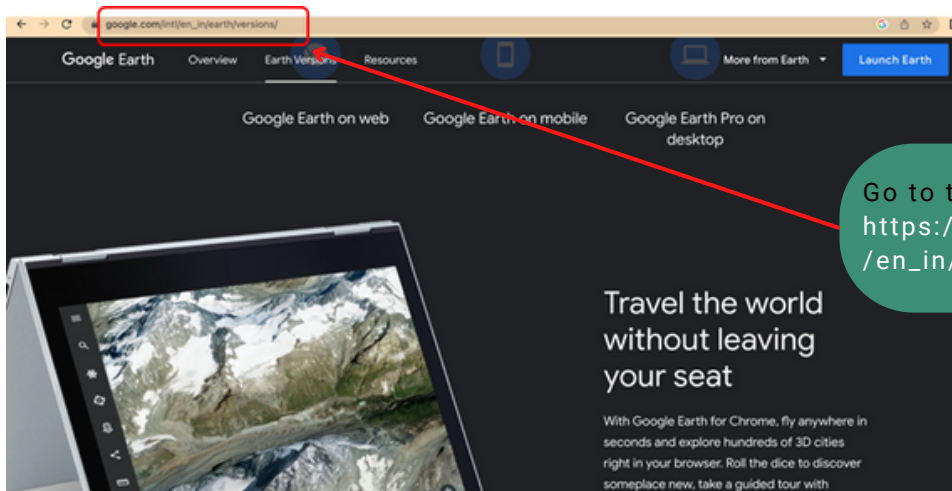 google.com/intl/en_in/earth/versions/
Google Earth Overview Earth Versions Resources More from Earth Launch Earth
Google Earth on web Google Earth on mobile Google Earth Pro on
desktop
Go to t
https:/
/en_in/
Travel the world
without leaving
your seat
With Google Earth for Chrome, fly anywhere in
seconds and explore hundreds of 3D cities
right in your browser. Roll the dice to discover
someplace new, take a guided tour with